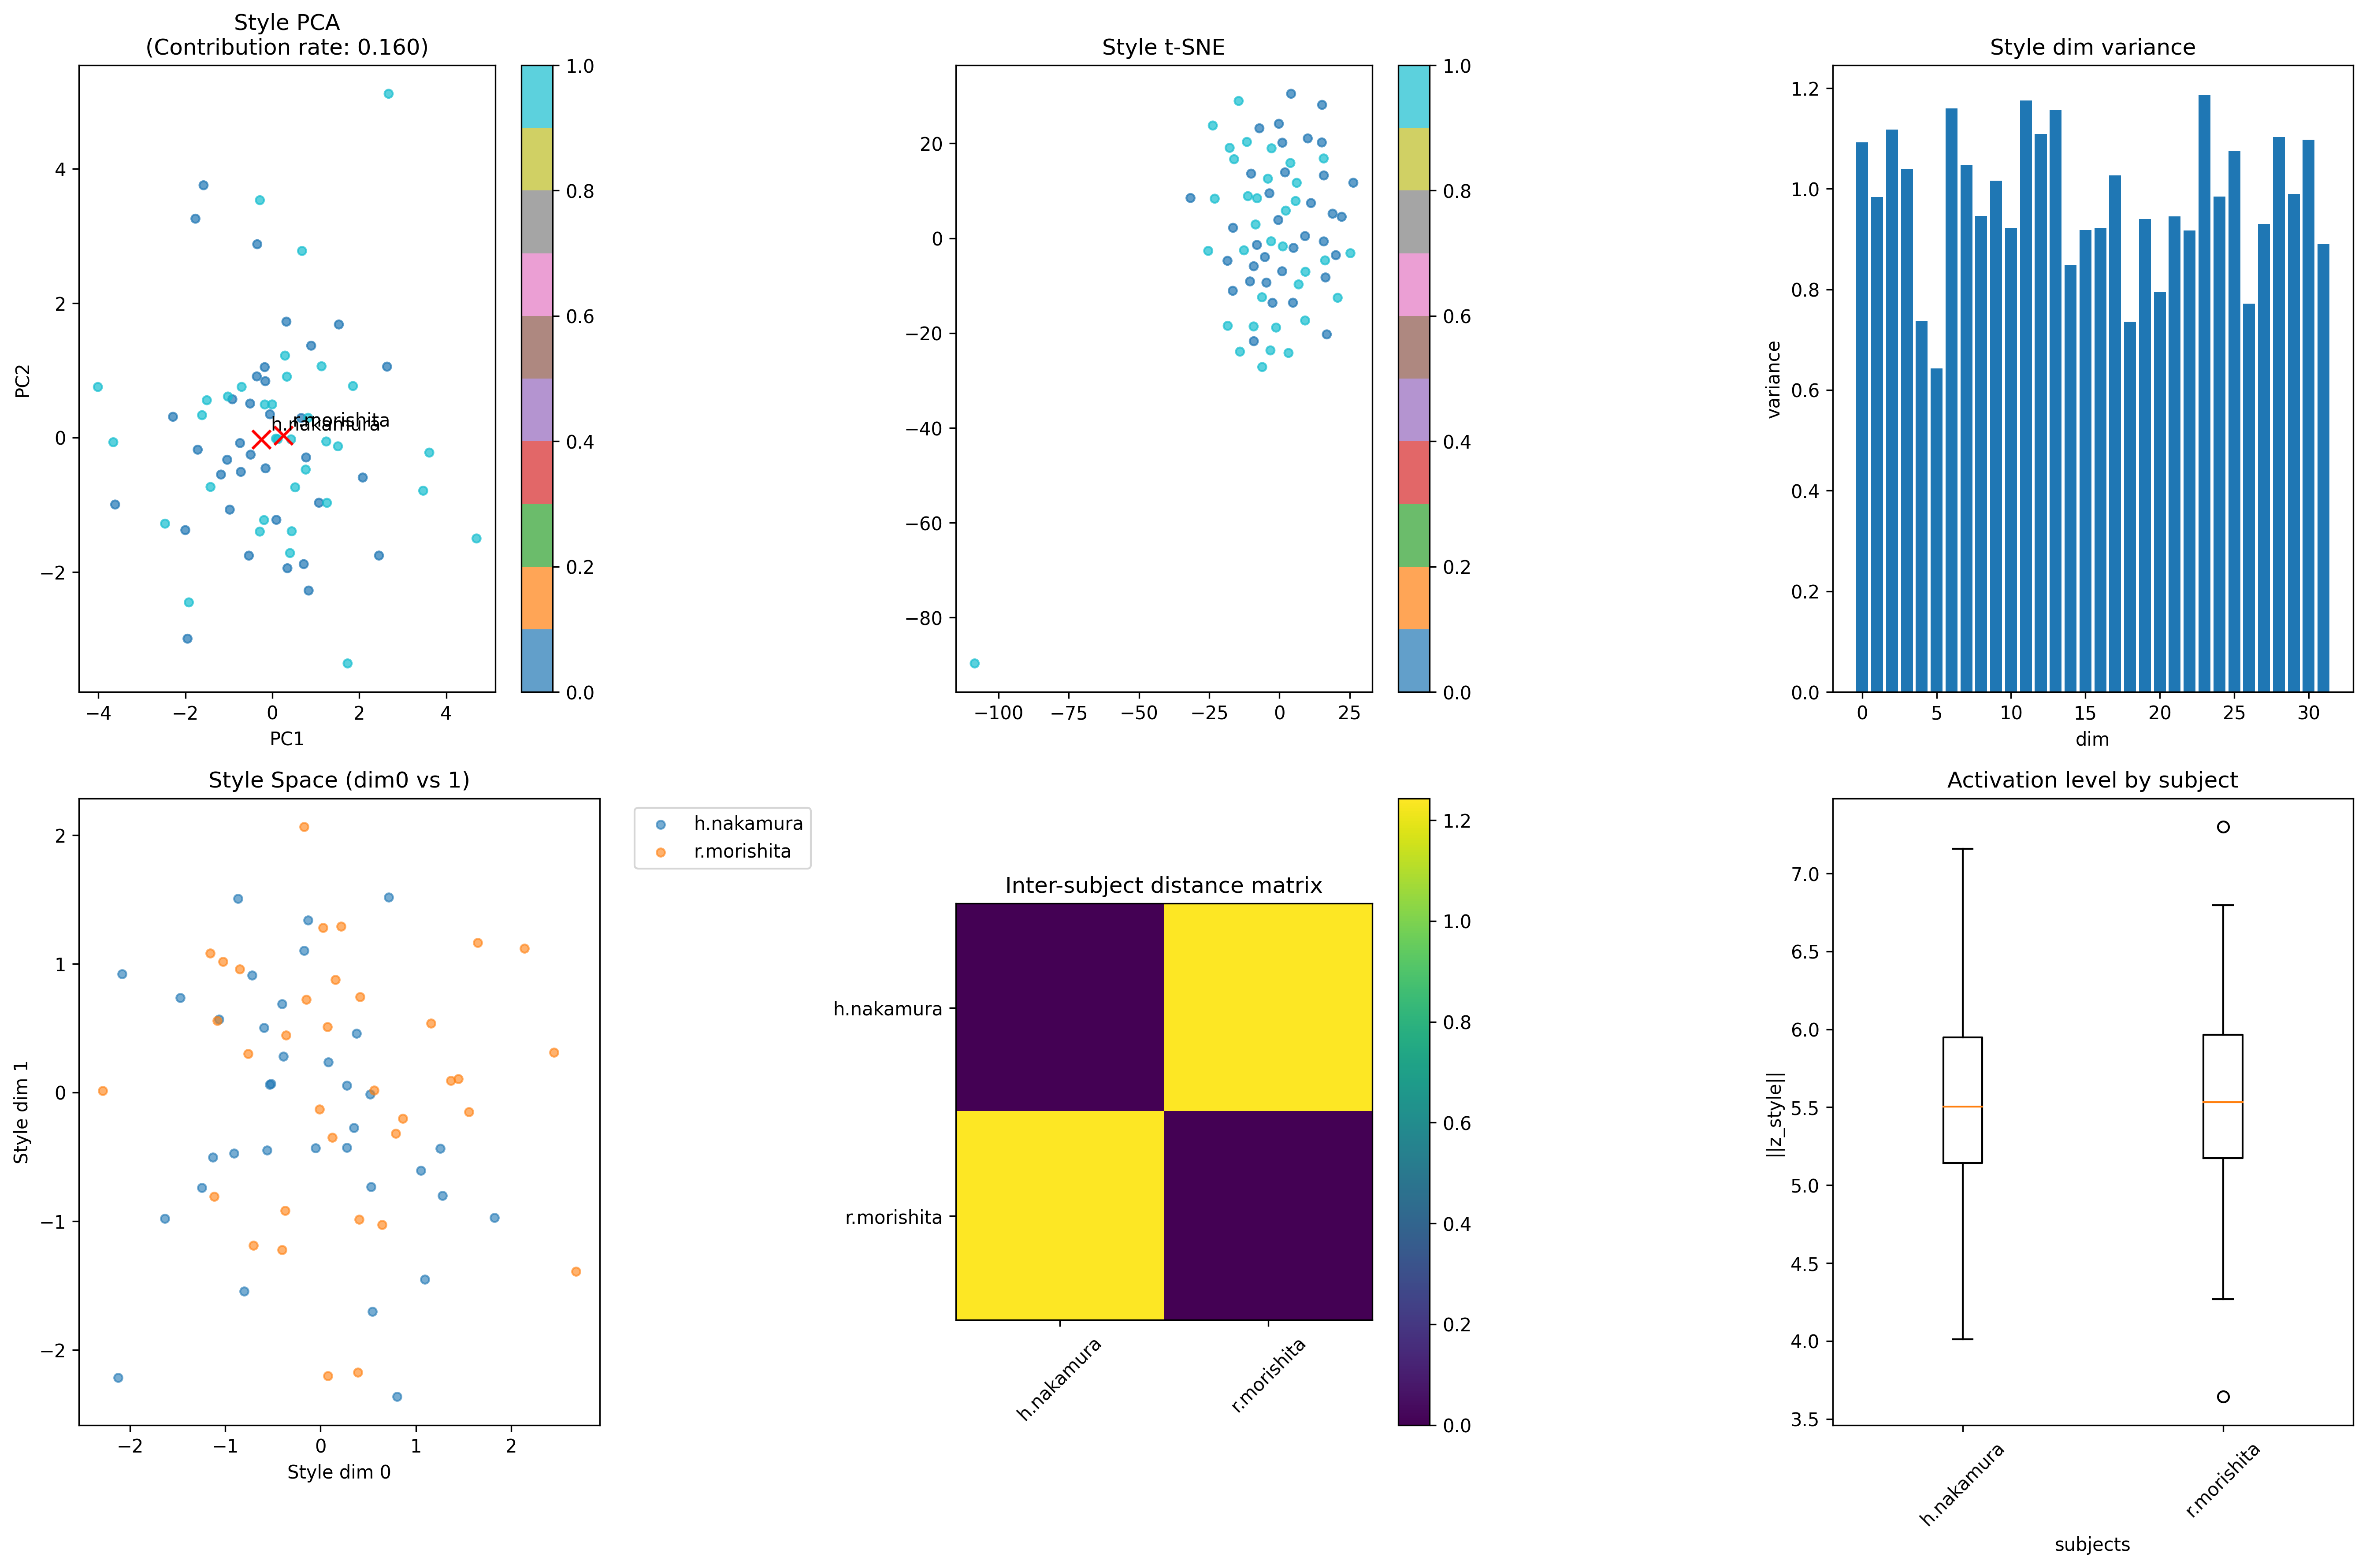 Style PCA
(Contribution rate: 0.160)
PC2
4
2
0
−2
−4
−2
0
2
4
PC1
h.nakamura
r.morishita
1.0
0.8
0.6
0.4
0.2
0.0
Style t-SNE
20
0
−20
−40
−60
−80
−100
−75
−50
−25
0
25
1.0
0.8
0.6
0.4
0.2
0.0
Style dim variance
variance
1.2
1.0
0.8
0.6
0.4
0.2
0.0
0
5
10
15
20
25
30
dim
Style Space (dim0 vs 1)
Style dim 1
2
1
0
−1
−2
−2
−1
0
1
2
Style dim 0
h.nakamura
r.morishita
Inter-subject distance matrix
h.nakamura
r.morishita
h.nakamura
r.morishita
1.2
1.0
0.8
0.6
0.4
0.2
0.0
Activation level by subject
||z_style||
7.0
6.5
6.0
5.5
5.0
4.5
4.0
3.5
h.nakamura
r.morishita
subjects